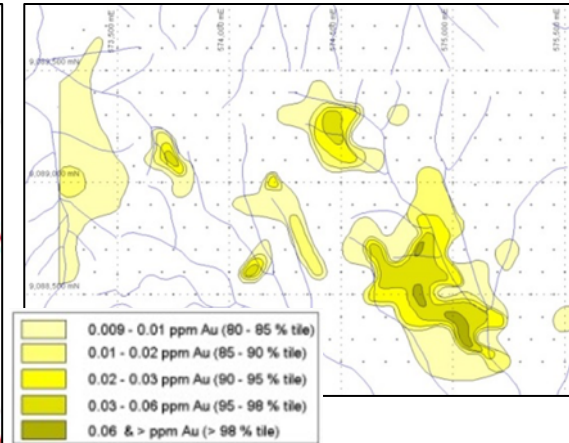 573,500 mE
574,000 mE
574,500 mE
575,000 mE
575,500 mE
9,089,500 mN
9,089,000 mN
9,088,500 mN
0.009 - 0.01 ppm Au (80 - 85 % tile)
0.01 - 0.02 ppm Au (85 - 90 % tile)
0.02 - 0.03 ppm Au (90 - 95 % tile)
0.03 - 0.06 ppm Au (95 - 98 % tile)
0.06 & > ppm Au (> 98 % tile)